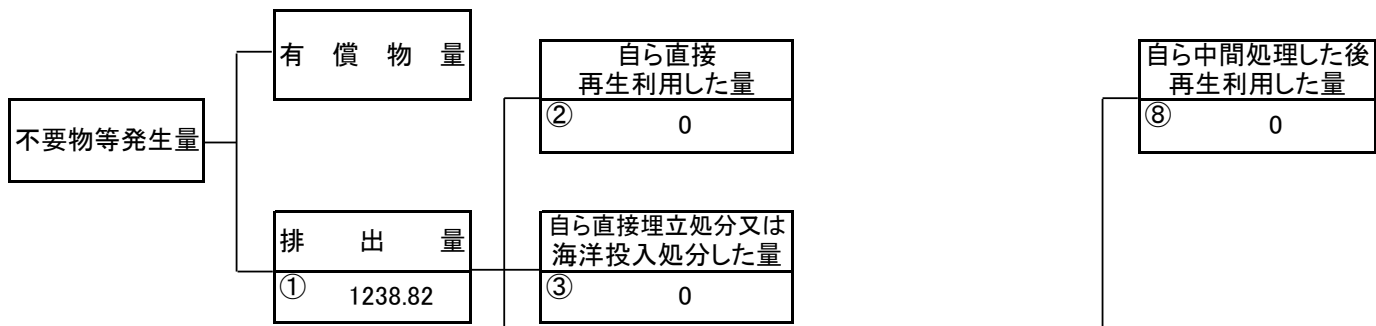 有償物量
不要物等発生量
排出量
① 1238.82
自ら直接
再生利用した量
② 0
自ら直接埋立処分又は
海洋投入処分した量
③ 0
自ら中間処理した後
再生利用した量
⑧ 0